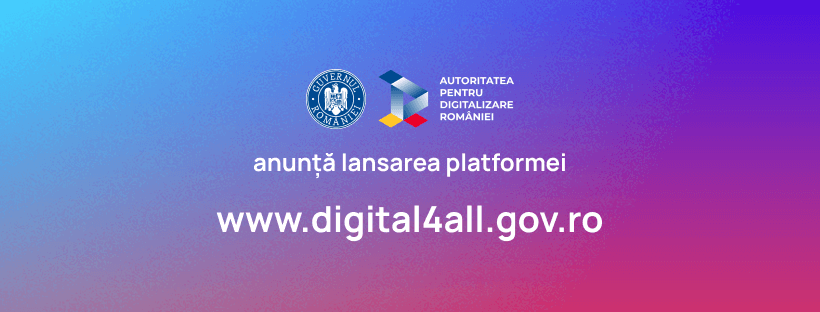 GUVERNUL
ROMÂNIEI
AUTORITATEA
PENTRU
DIGITALIZARE
ROMÂNIEI
anunță lansarea platformei
www.digital4all.gov.ro